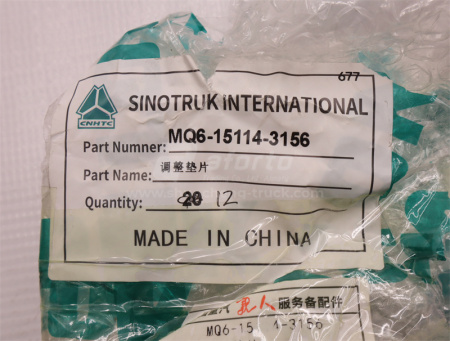 677
CNHTC
SINOTRUK INTERNATIONAL
Part Numner: MQ6-15114-3156
Part Name: 调整垫片
Quantity: 20 12
MADE IN CHINA
服务备配件
MQ6-15 4-3156